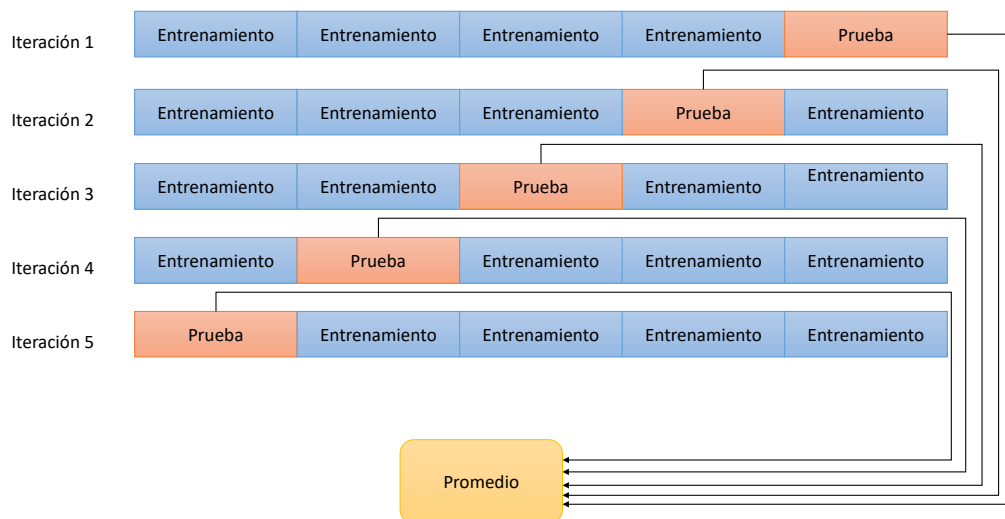 Iteración 1 Entrenamiento Entrenamiento Entrenamiento Entrenamiento Prueba
Iteración 2 Entrenamiento Entrenamiento Entrenamiento Prueba Entrenamiento
Iteración 3 Entrenamiento Entrenamiento Prueba Entrenamiento Entrenamiento
Iteración 4 Entrenamiento Prueba Entrenamiento Entrenamiento Entrenamiento
Iteración 5 Prueba Entrenamiento Entrenamiento Entrenamiento Entrenamiento
Promedio